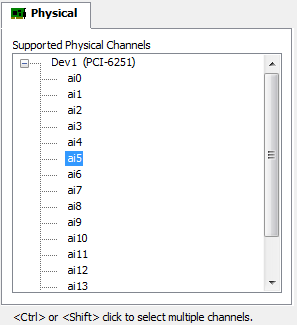 Physical
Supported Physical Channels
Dev1 (PCI-6251)
ai0
ai1
ai2
ai3
ai4
ai5
ai6
ai7
ai8
ai9
ai10
ai11
ai12
ai13
<Ctrl> or <Shift> click to select multiple channels.